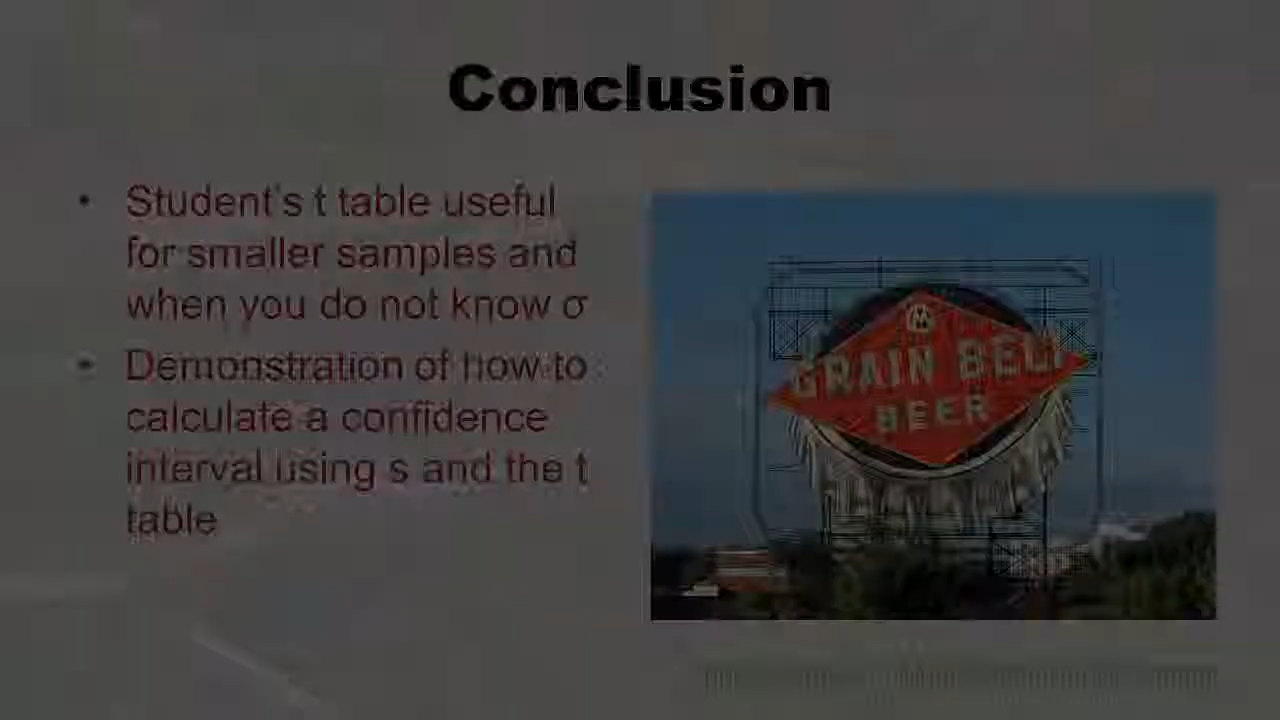 Conclusion
• Student's t table useful
for smaller samples and
when you do not know σ
• Demonstration of how to
calculate a confidence
interval using s and the t
table
GRAIN BELT
BEER